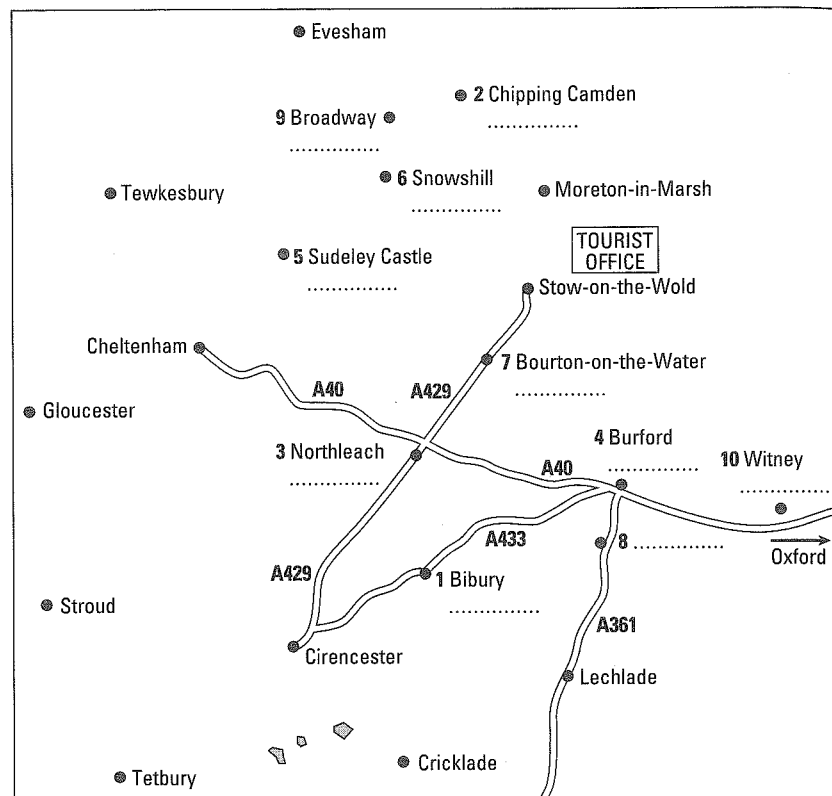 Evesham
2 Chipping Camden
...............
9 Broadway
...............
6 Snowshill
...............
Tewkesbury
Moreton-in-Marsh
TOURIST
OFFICE
5 Sudeley Castle
...............
Stow-on-the-Wold
Cheltenham
7 Bourton-on-the-Water
...............
A40
A429
Gloucester
4 Burford
...............
3 Northleach
...............
A40
10 Witney
...............
A433
8 ...............
Oxford
A429
1 Bibury
...............
Stroud
A361
Cirencester
Lechlade
Cricklade
Tetbury